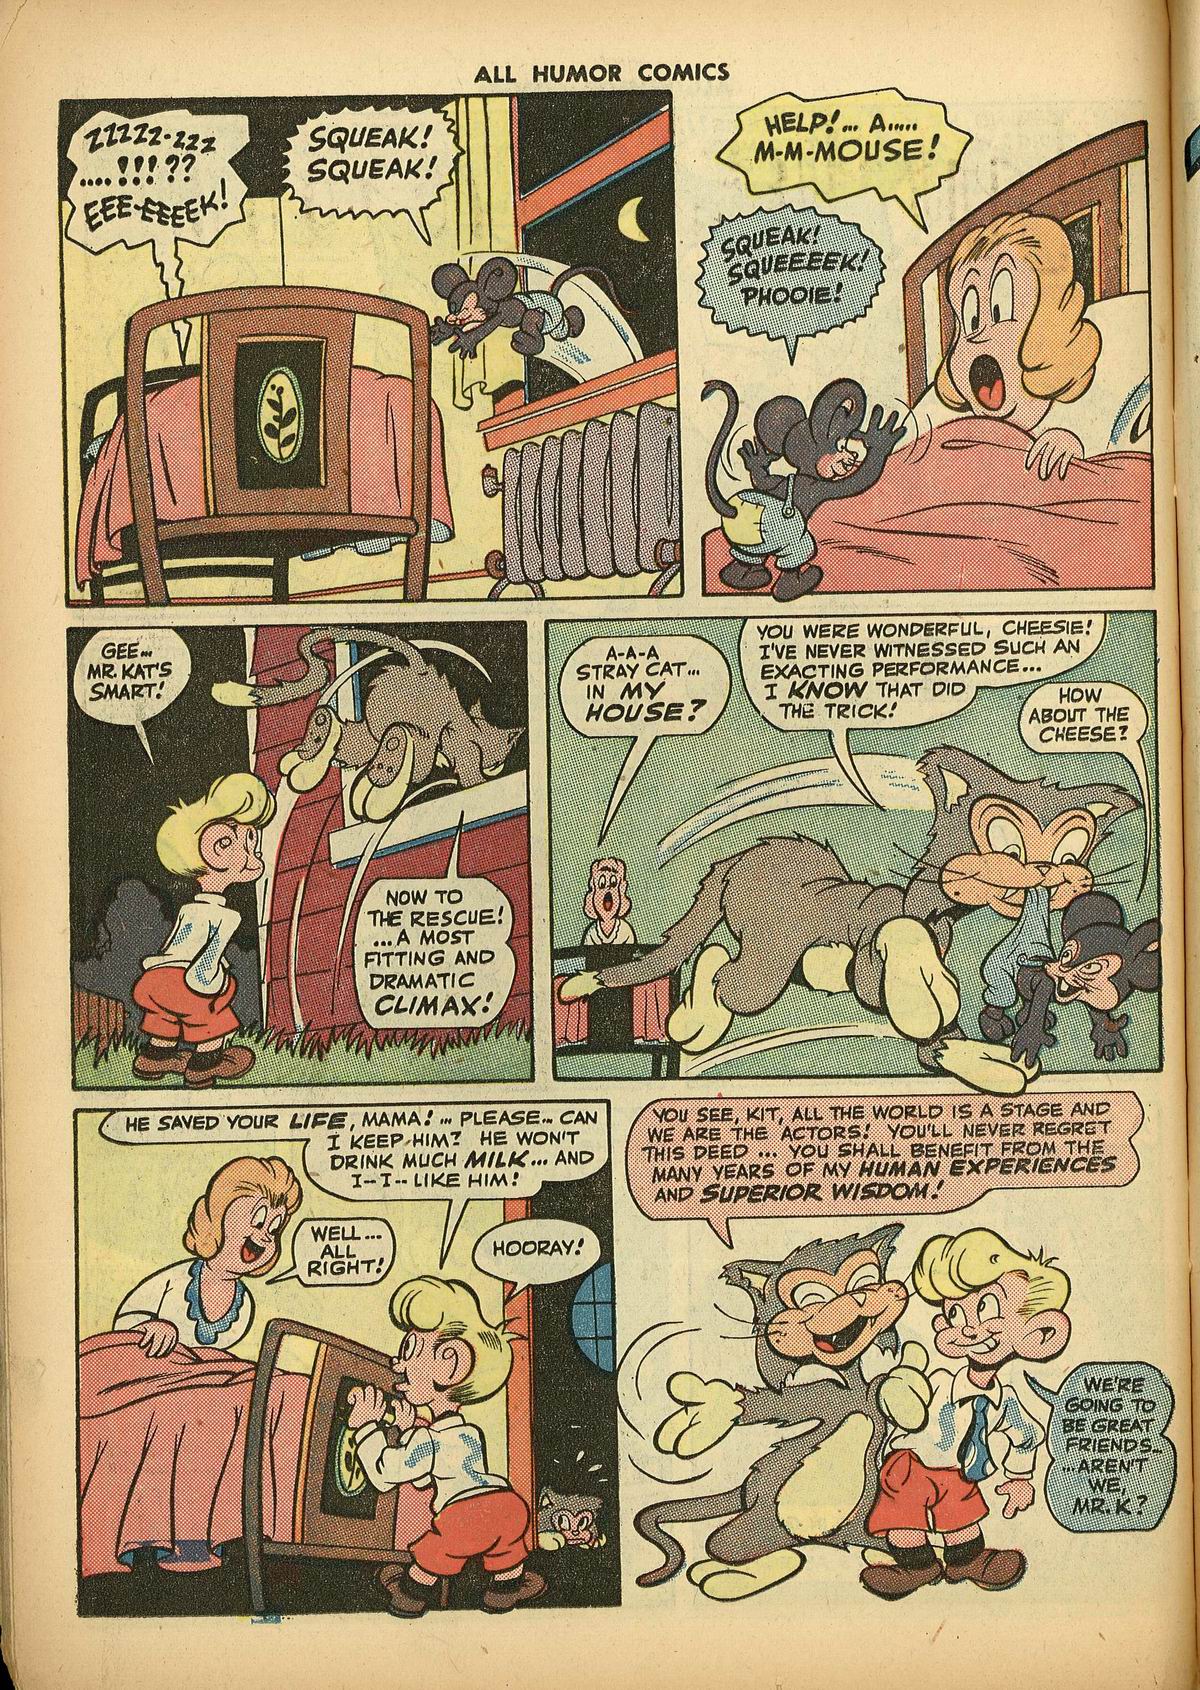 ALL HUMOR COMICS
ZZZZZ-ZZZ
....!!!??
EEE-EEEEK!
SQUEAK!
SQUEAK!
HELP!... A.....
M-M-MOUSE!
SQUEAK!
SQUEEEEK!
PHOOIE!
GEE...
MR. KAT'S
SMART!
NOW TO
THE RESCUE!
...A MOST
FITTING AND
DRAMATIC
CLIMAX!
A-A-A
STRAY CAT...
IN MY
HOUSE?
YOU WERE WONDERFUL, CHEESIE!
I'VE NEVER WITNESSED SUCH AN
EXACTING PERFORMANCE...
I KNOW THAT DID
THE TRICK!
HOW
ABOUT THE
CHEESE?
HE SAVED YOUR LIFE, MAMA!... PLEASE... CAN
I KEEP HIM? HE WON'T
DRINK MUCH MILK... AND
I--I-- LIKE HIM!
WELL...
ALL
RIGHT!
HOORAY!
YOU SEE, KIT, ALL THE WORLD IS A STAGE AND
WE ARE THE ACTORS! YOU'LL NEVER REGRET
THIS DEED ... YOU SHALL BENEFIT FROM THE
MANY YEARS OF MY HUMAN EXPERIENCES
AND SUPERIOR WISDOM!
WE'RE
GOING TO
BE GREAT
FRIENDS...
...AREN'T
WE,
MR. K?